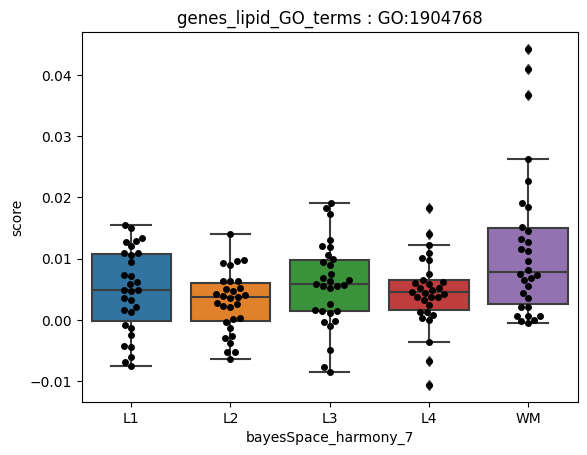 genes_lipid_GO_terms : GO:1904768
score
0.04
0.03
0.02
0.01
0.00
−0.01
L1 L2 L3 L4 WM
bayesSpace_harmony_7